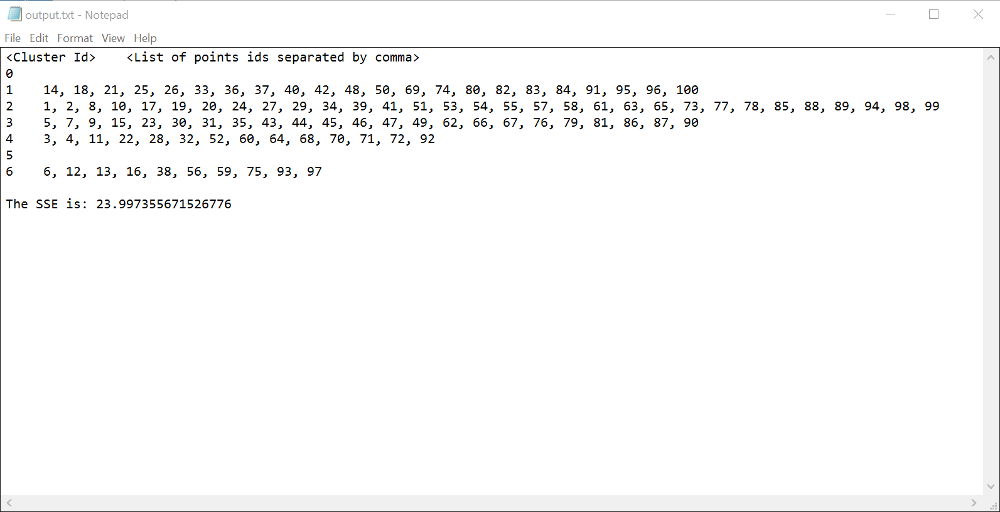 output.txt - Notepad
File Edit Format View Help
<Cluster Id>    <List of points ids separated by comma>
0
1    14, 18, 21, 25, 26, 33, 36, 37, 40, 42, 48, 50, 69, 74, 80, 82, 83, 84, 91, 95, 96, 100
2    1, 2, 8, 10, 17, 19, 20, 24, 27, 29, 34, 39, 41, 51, 53, 54, 55, 57, 58, 61, 63, 65, 73, 77, 78, 85, 88, 89, 94, 98, 99
3    5, 7, 9, 15, 23, 30, 31, 35, 43, 44, 45, 46, 47, 49, 62, 66, 67, 76, 79, 81, 86, 87, 90
4    3, 4, 11, 22, 28, 32, 52, 60, 64, 68, 70, 71, 72, 92
5
6    6, 12, 13, 16, 38, 56, 59, 75, 93, 97
The SSE is: 23.997355671526776